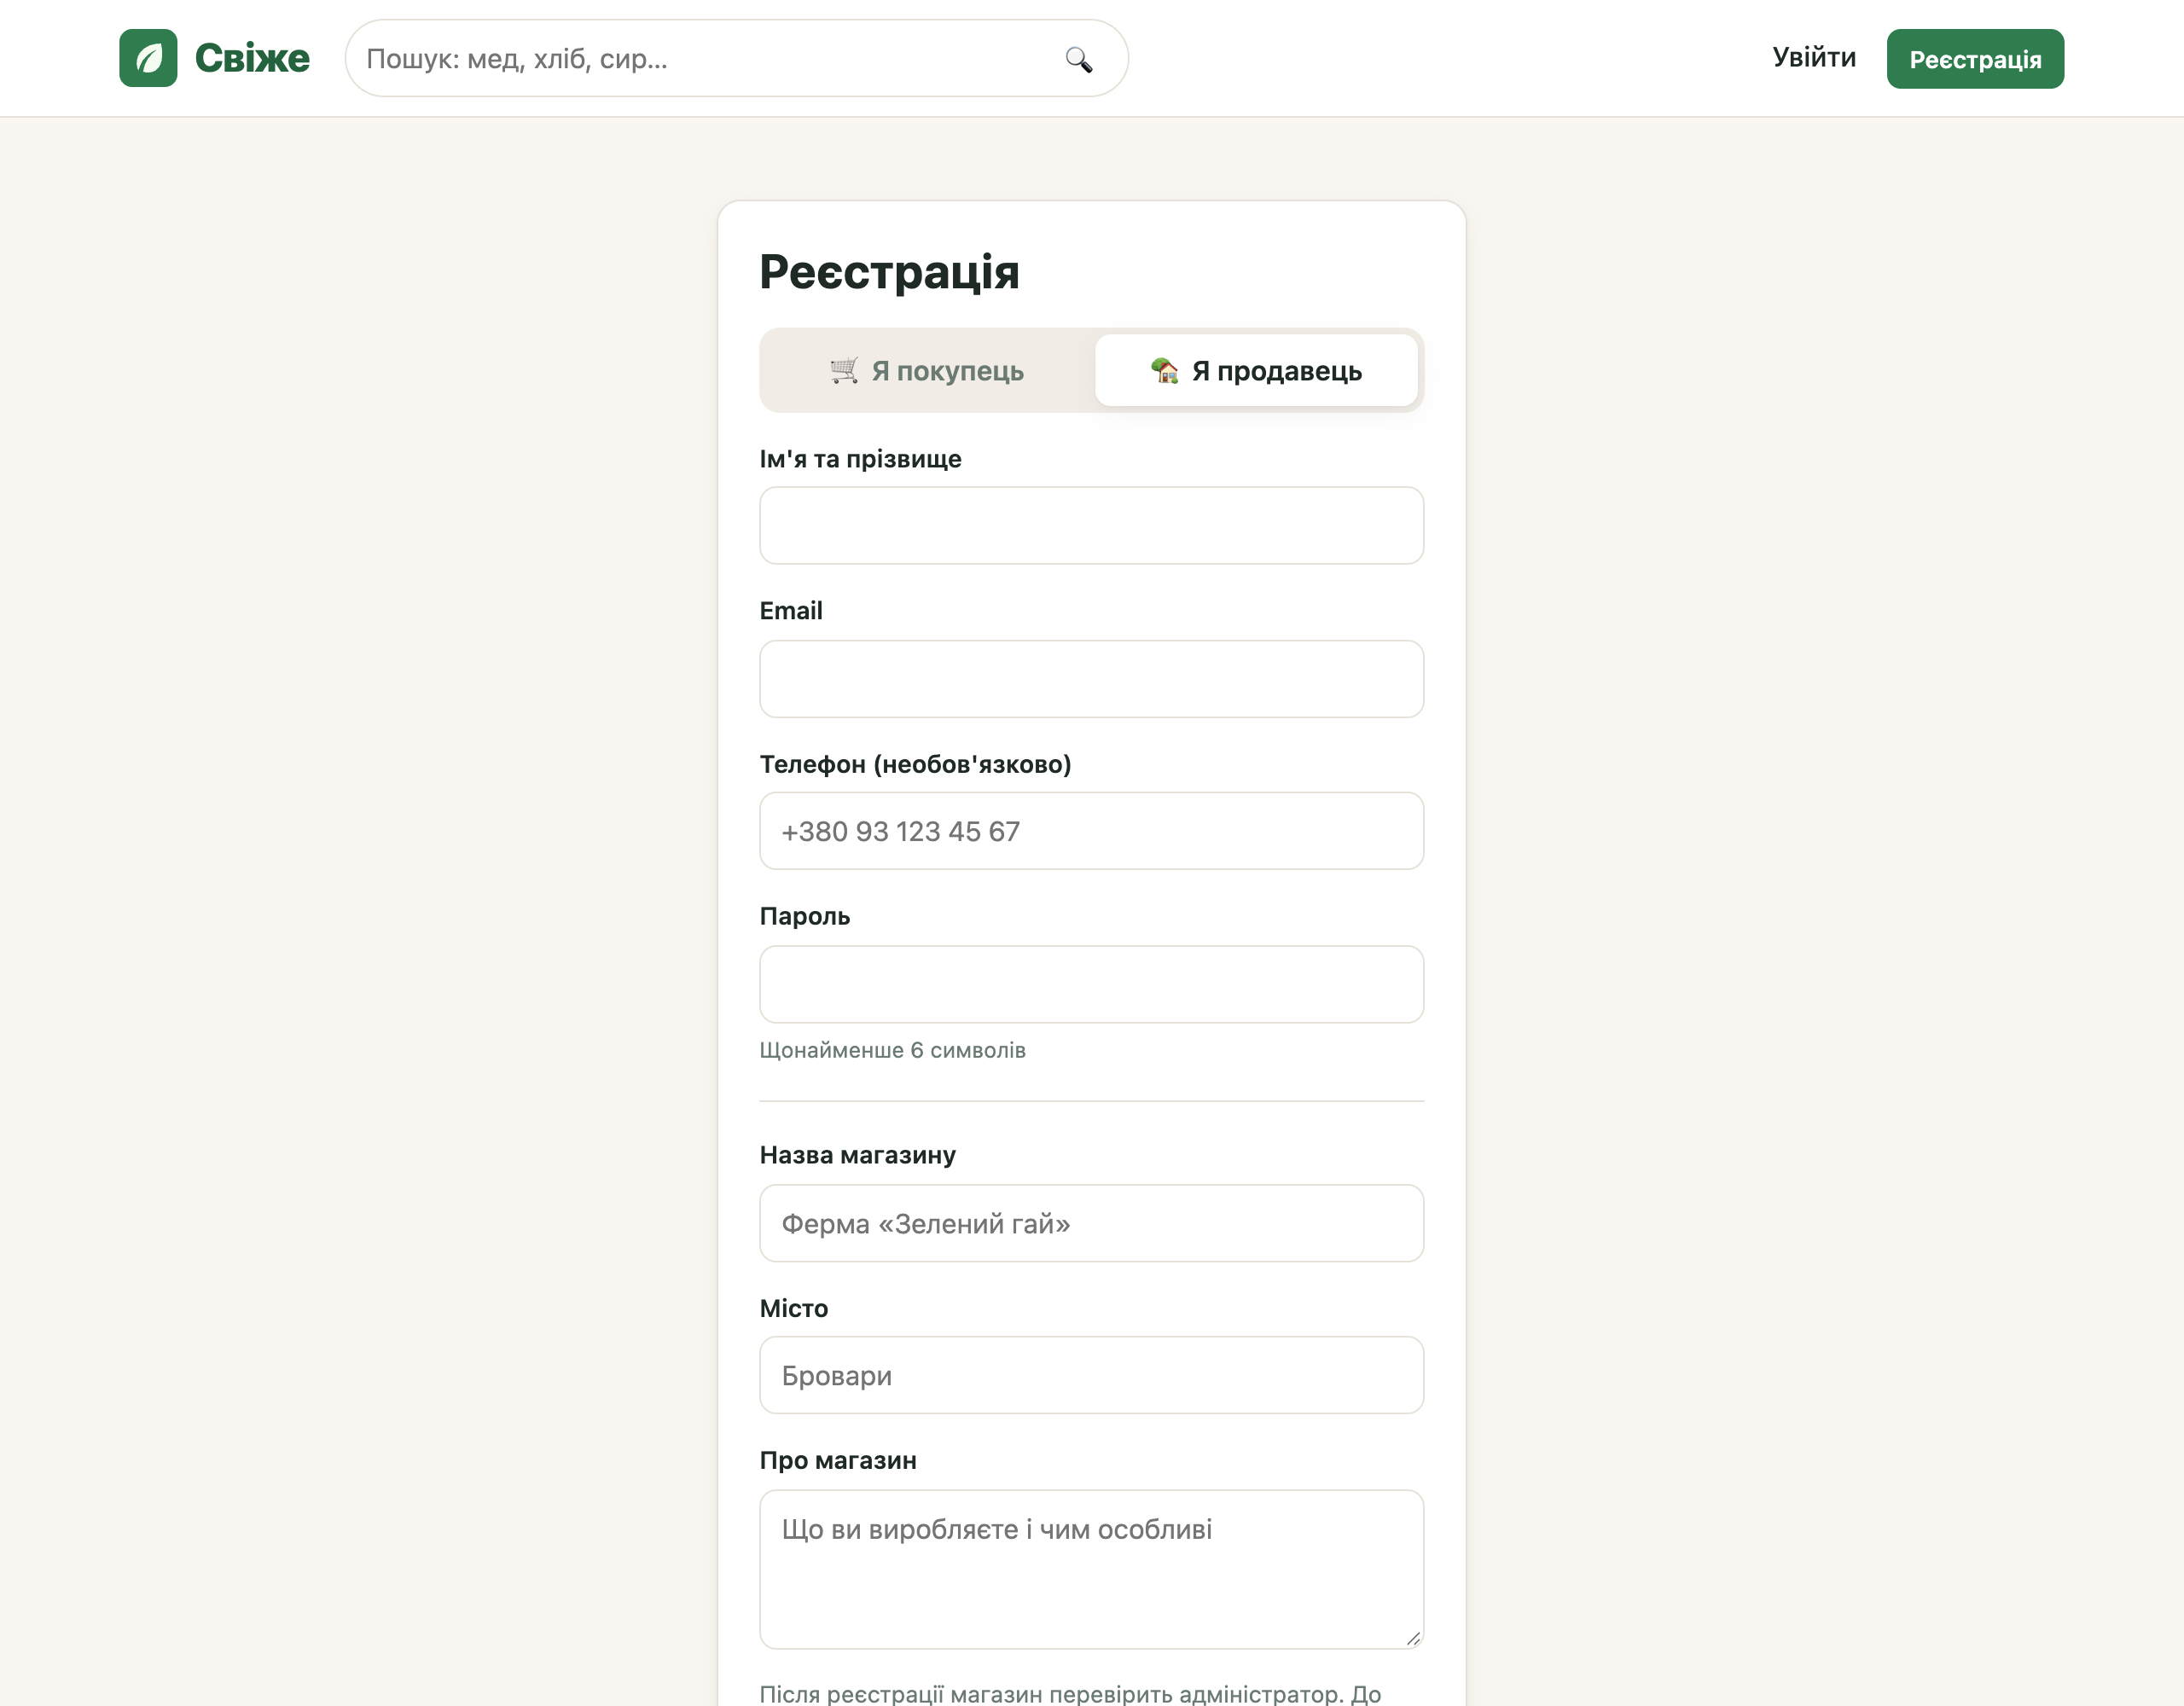 Свіже
Пошук: мед, хліб, сир...
Увійти
Реєстрація
Реєстрація
Я покупець
Я продавець
Ім'я та прізвище
Email
Телефон (необов'язково)
+380 93 123 45 67
Пароль
Щонайменше 6 символів
Назва магазину
Ферма «Зелений гай»
Місто
Бровари
Про магазин
Що ви виробляєте і чим особливі
Після реєстрації магазин перевірить адміністратор. До